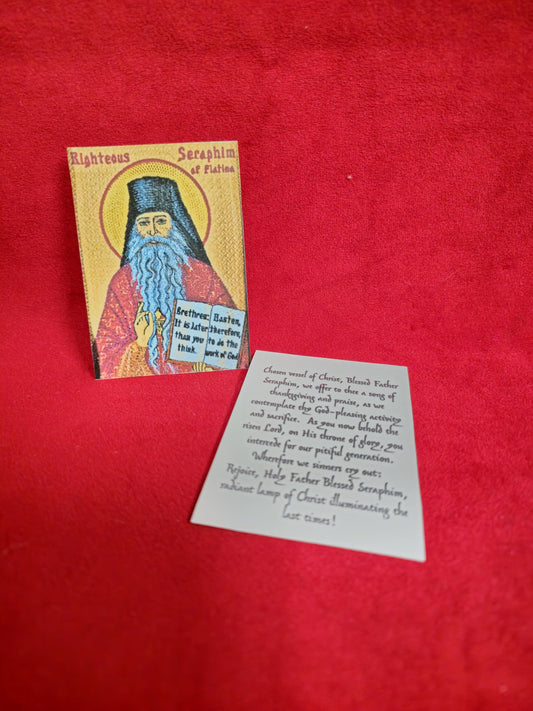 Righteous Seraphim
of Platina
Brethren:
It is later
than you
think.
Hasten,
therefore,
to do the
work of God
Chosen vessel of Christ, Blessed Father
Seraphim, we offer to thee a song of
thanksgiving and praise, as we
contemplate thy God-pleasing activity
and sacrifice. As you now behold the
risen Lord, on His throne of glory, you
intercede for our pitiful generation.
Wherefore we sinners cry out:
Rejoice, Holy Father Blessed Seraphim,
radiant lamp of Christ illuminating the
last times!